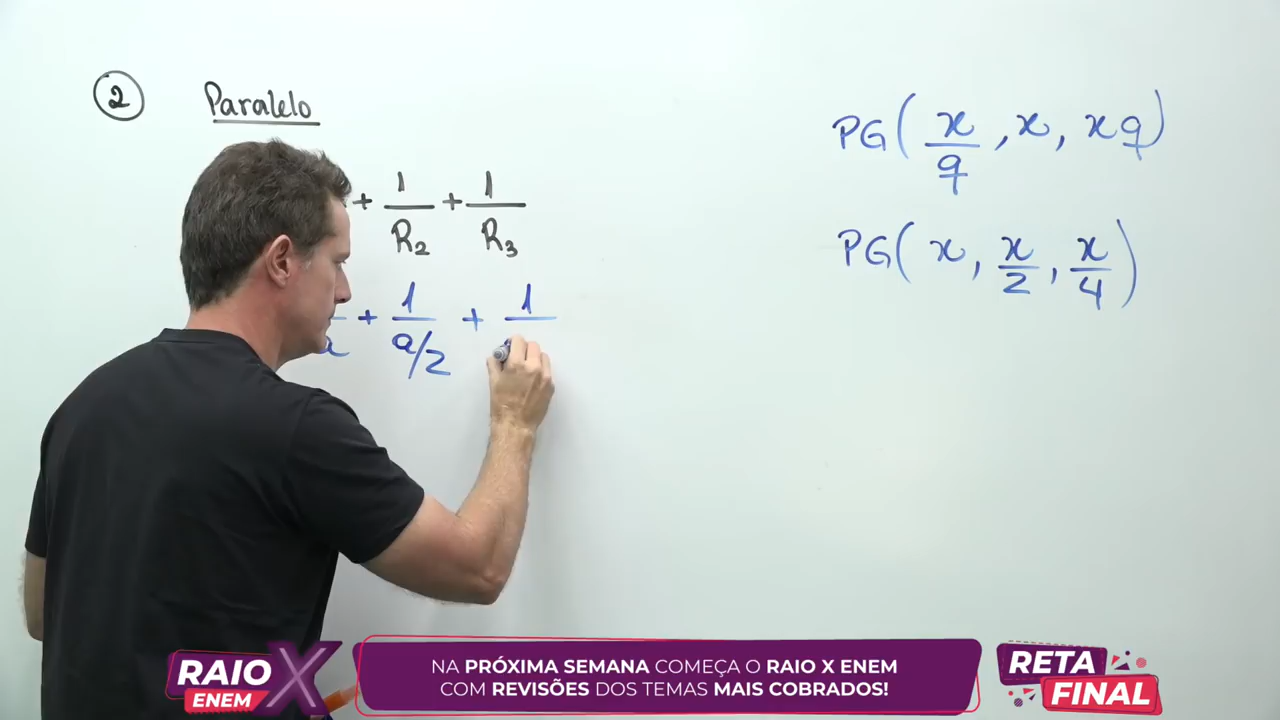 2 Paralelo
+ 1/R₂ + 1/R₃
a + 1/a/2 + 1
PG(x/q, x, xq)
PG(x, x/2, x/4)
RAIO X
ENEM
NA PRÓXIMA SEMANA COMEÇA O RAIO X ENEM
COM REVISÕES DOS TEMAS MAIS COBRADOS!
RETA
FINAL